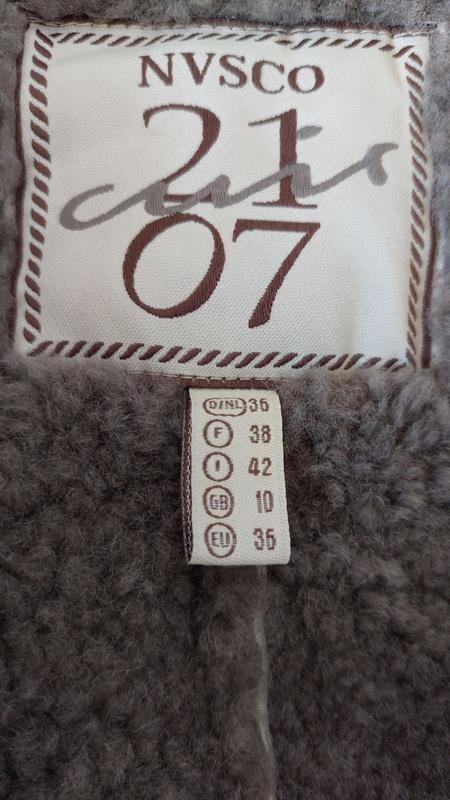 NVSCO
21
07
D/NL 36
F 38
I 42
GB 10
EU 36